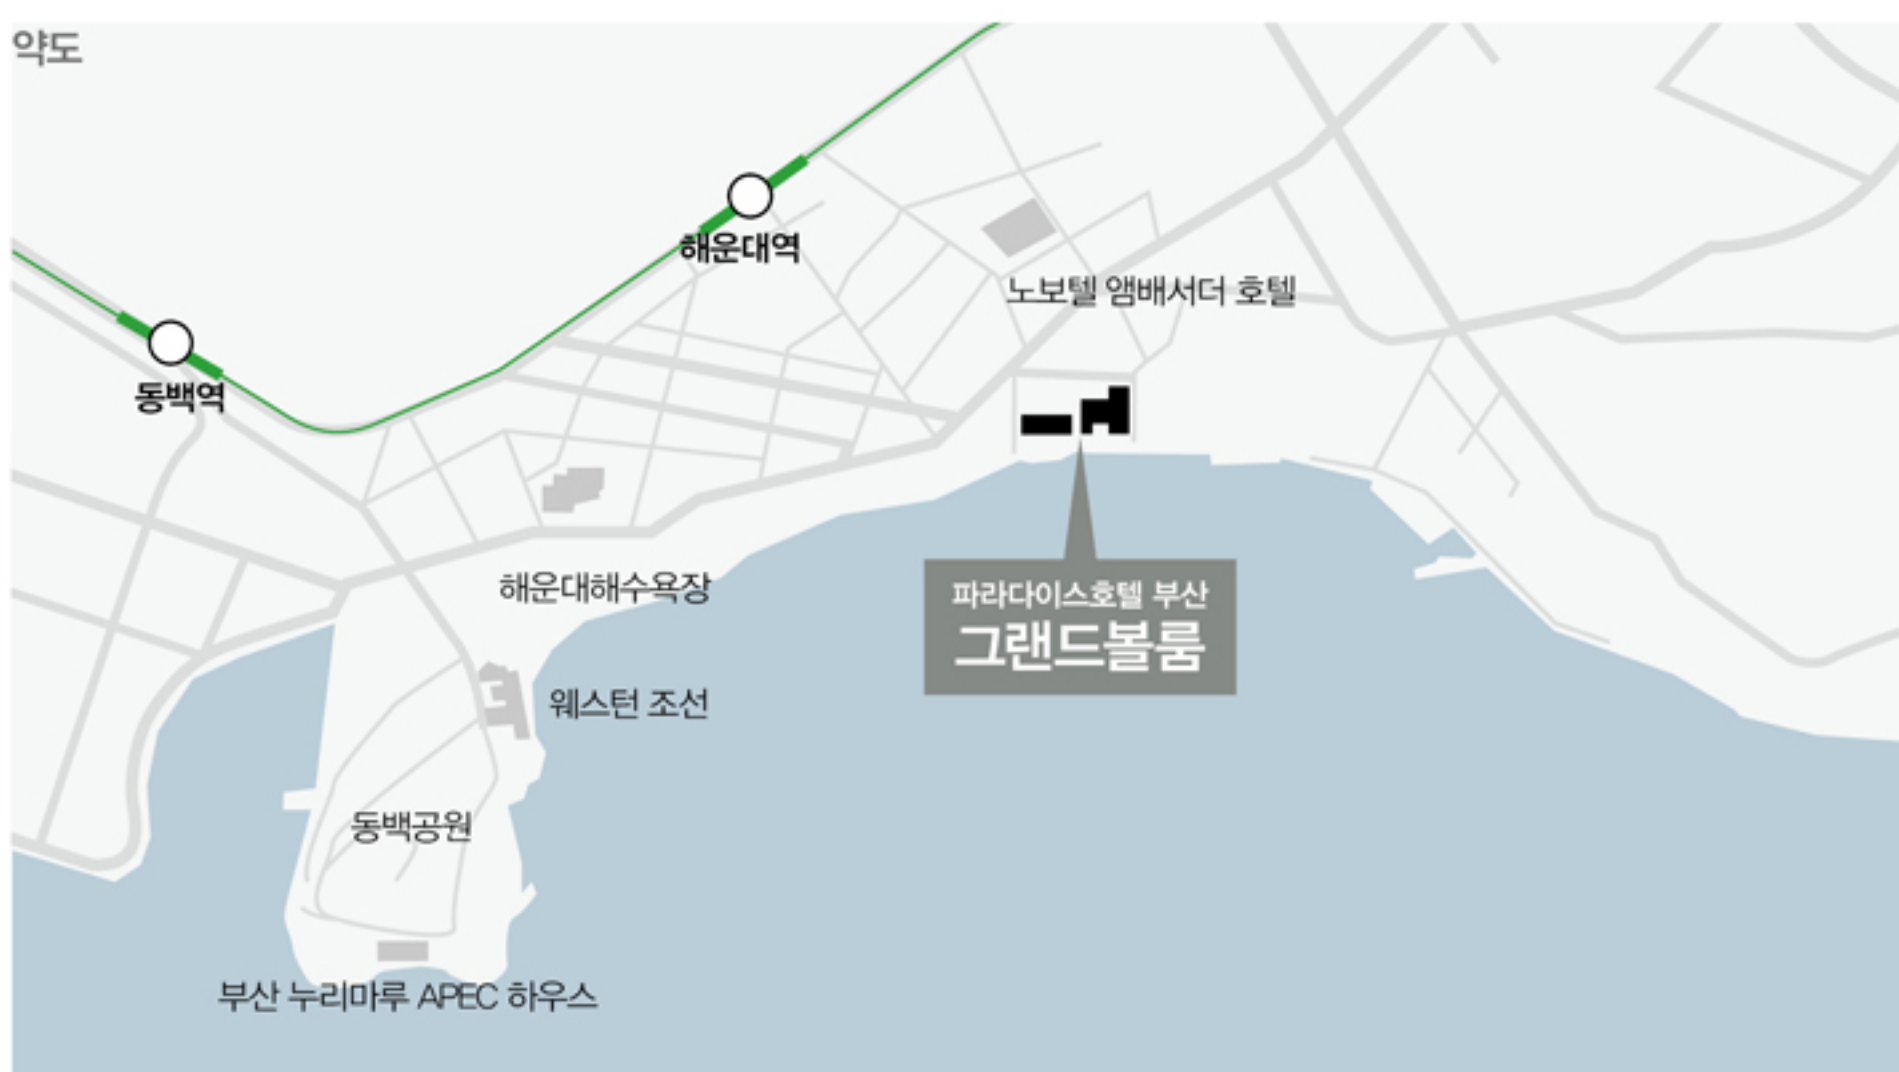 약도
해운대역
노보텔 앰배서더 호텔
동백역
해운대해수욕장
파라다이스호텔 부산
그랜드볼룸
웨스턴 조선
동백공원
부산 누리마루 APEC 하우스